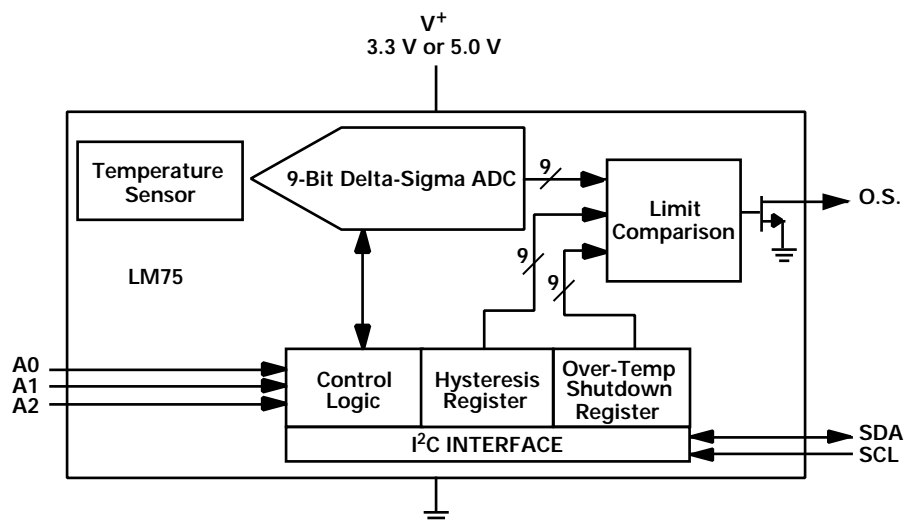 V⁺
3.3 V or 5.0 V
Temperature
Sensor
9-Bit Delta-Sigma ADC
9
Limit
Comparison
O.S.
LM75
9
9
A0
A1
A2
Control
Logic
Hysteresis
Register
Over-Temp
Shutdown
Register
I²C INTERFACE
SDA
SCL